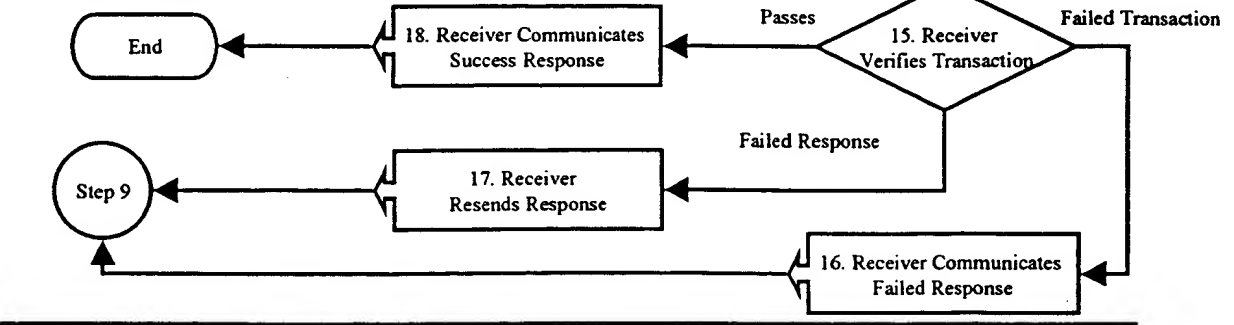 Passes
Failed Transaction
End
18. Receiver Communicates
Success Response
15. Receiver
Verifies Transaction
Failed Response
Step 9
17. Receiver
Resends Response
16. Receiver Communicates
Failed Response